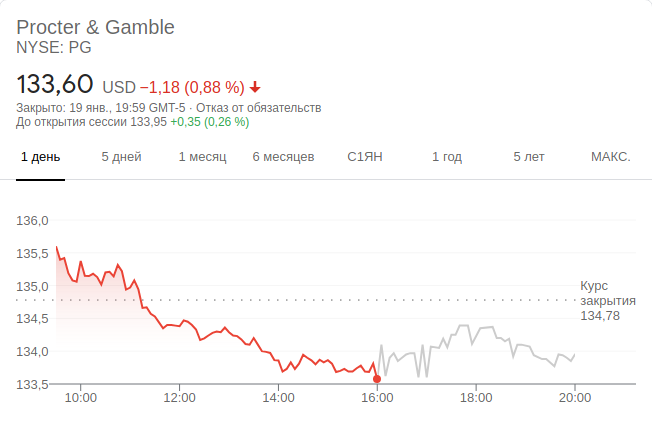 Procter & Gamble
NYSE: PG
133,60 USD −1,18 (0,88 %)
Закрыто: 19 янв., 19:59 GMT-5 · Отказ от обязательств
До открытия сессии 133,95 +0,35 (0,26 %)
1 день 5 дней 1 месяц 6 месяцев С1ЯН 1 год 5 лет МАКС.
136,0
135,5
135,0
134,5
134,0
133,5
Курс
закрытия
134,78
10:00 12:00 14:00 16:00 18:00 20:00